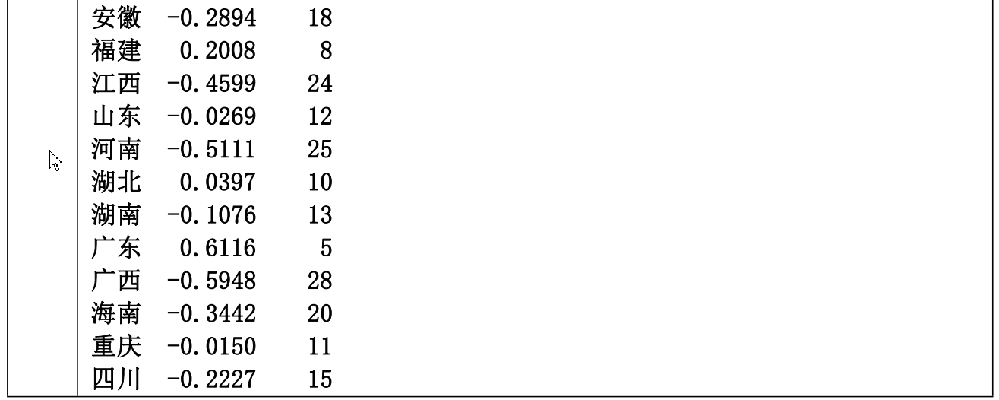 安徽 -0.2894 18
福建 0.2008 8
江西 -0.4599 24
山东 -0.0269 12
河南 -0.5111 25
湖北 0.0397 10
湖南 -0.1076 13
广东 0.6116 5
广西 -0.5948 28
海南 -0.3442 20
重庆 -0.0150 11
四川 -0.2227 15